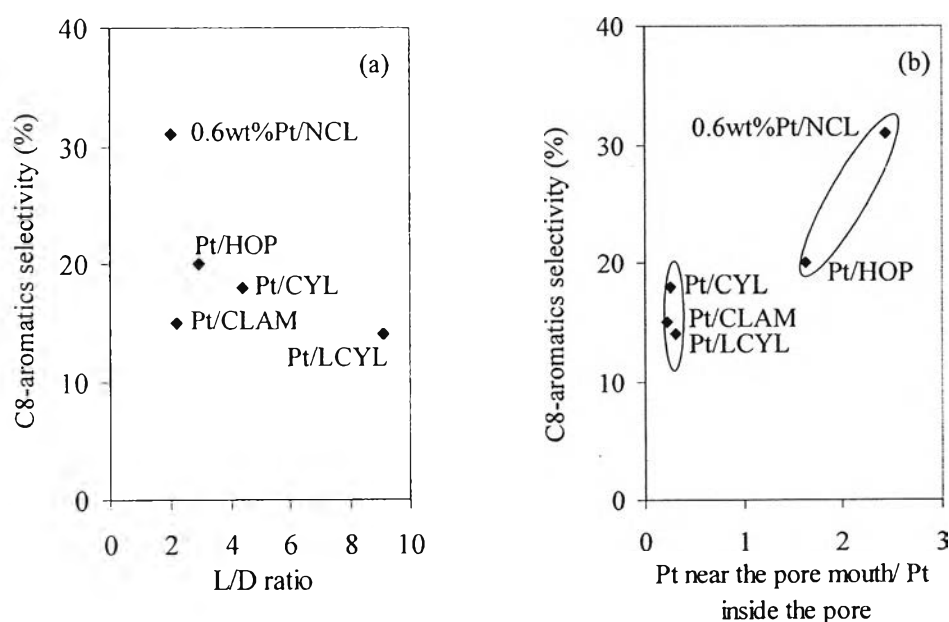 (a)
C8-aromatics selectivity (%)
40
30
20
10
0
0.6wt%Pt/NCL
Pt/HOP
Pt/CYL
Pt/CLAM
Pt/LCYL
0 2 4 6 8 10
L/D ratio
(b)
C8-aromatics selectivity (%)
40
30
20
10
0
0.6wt%Pt/NCL
Pt/HOP
Pt/CYL
Pt/CLAM
Pt/LCYL
0 1 2 3
Pt near the pore mouth/ Pt
inside the pore